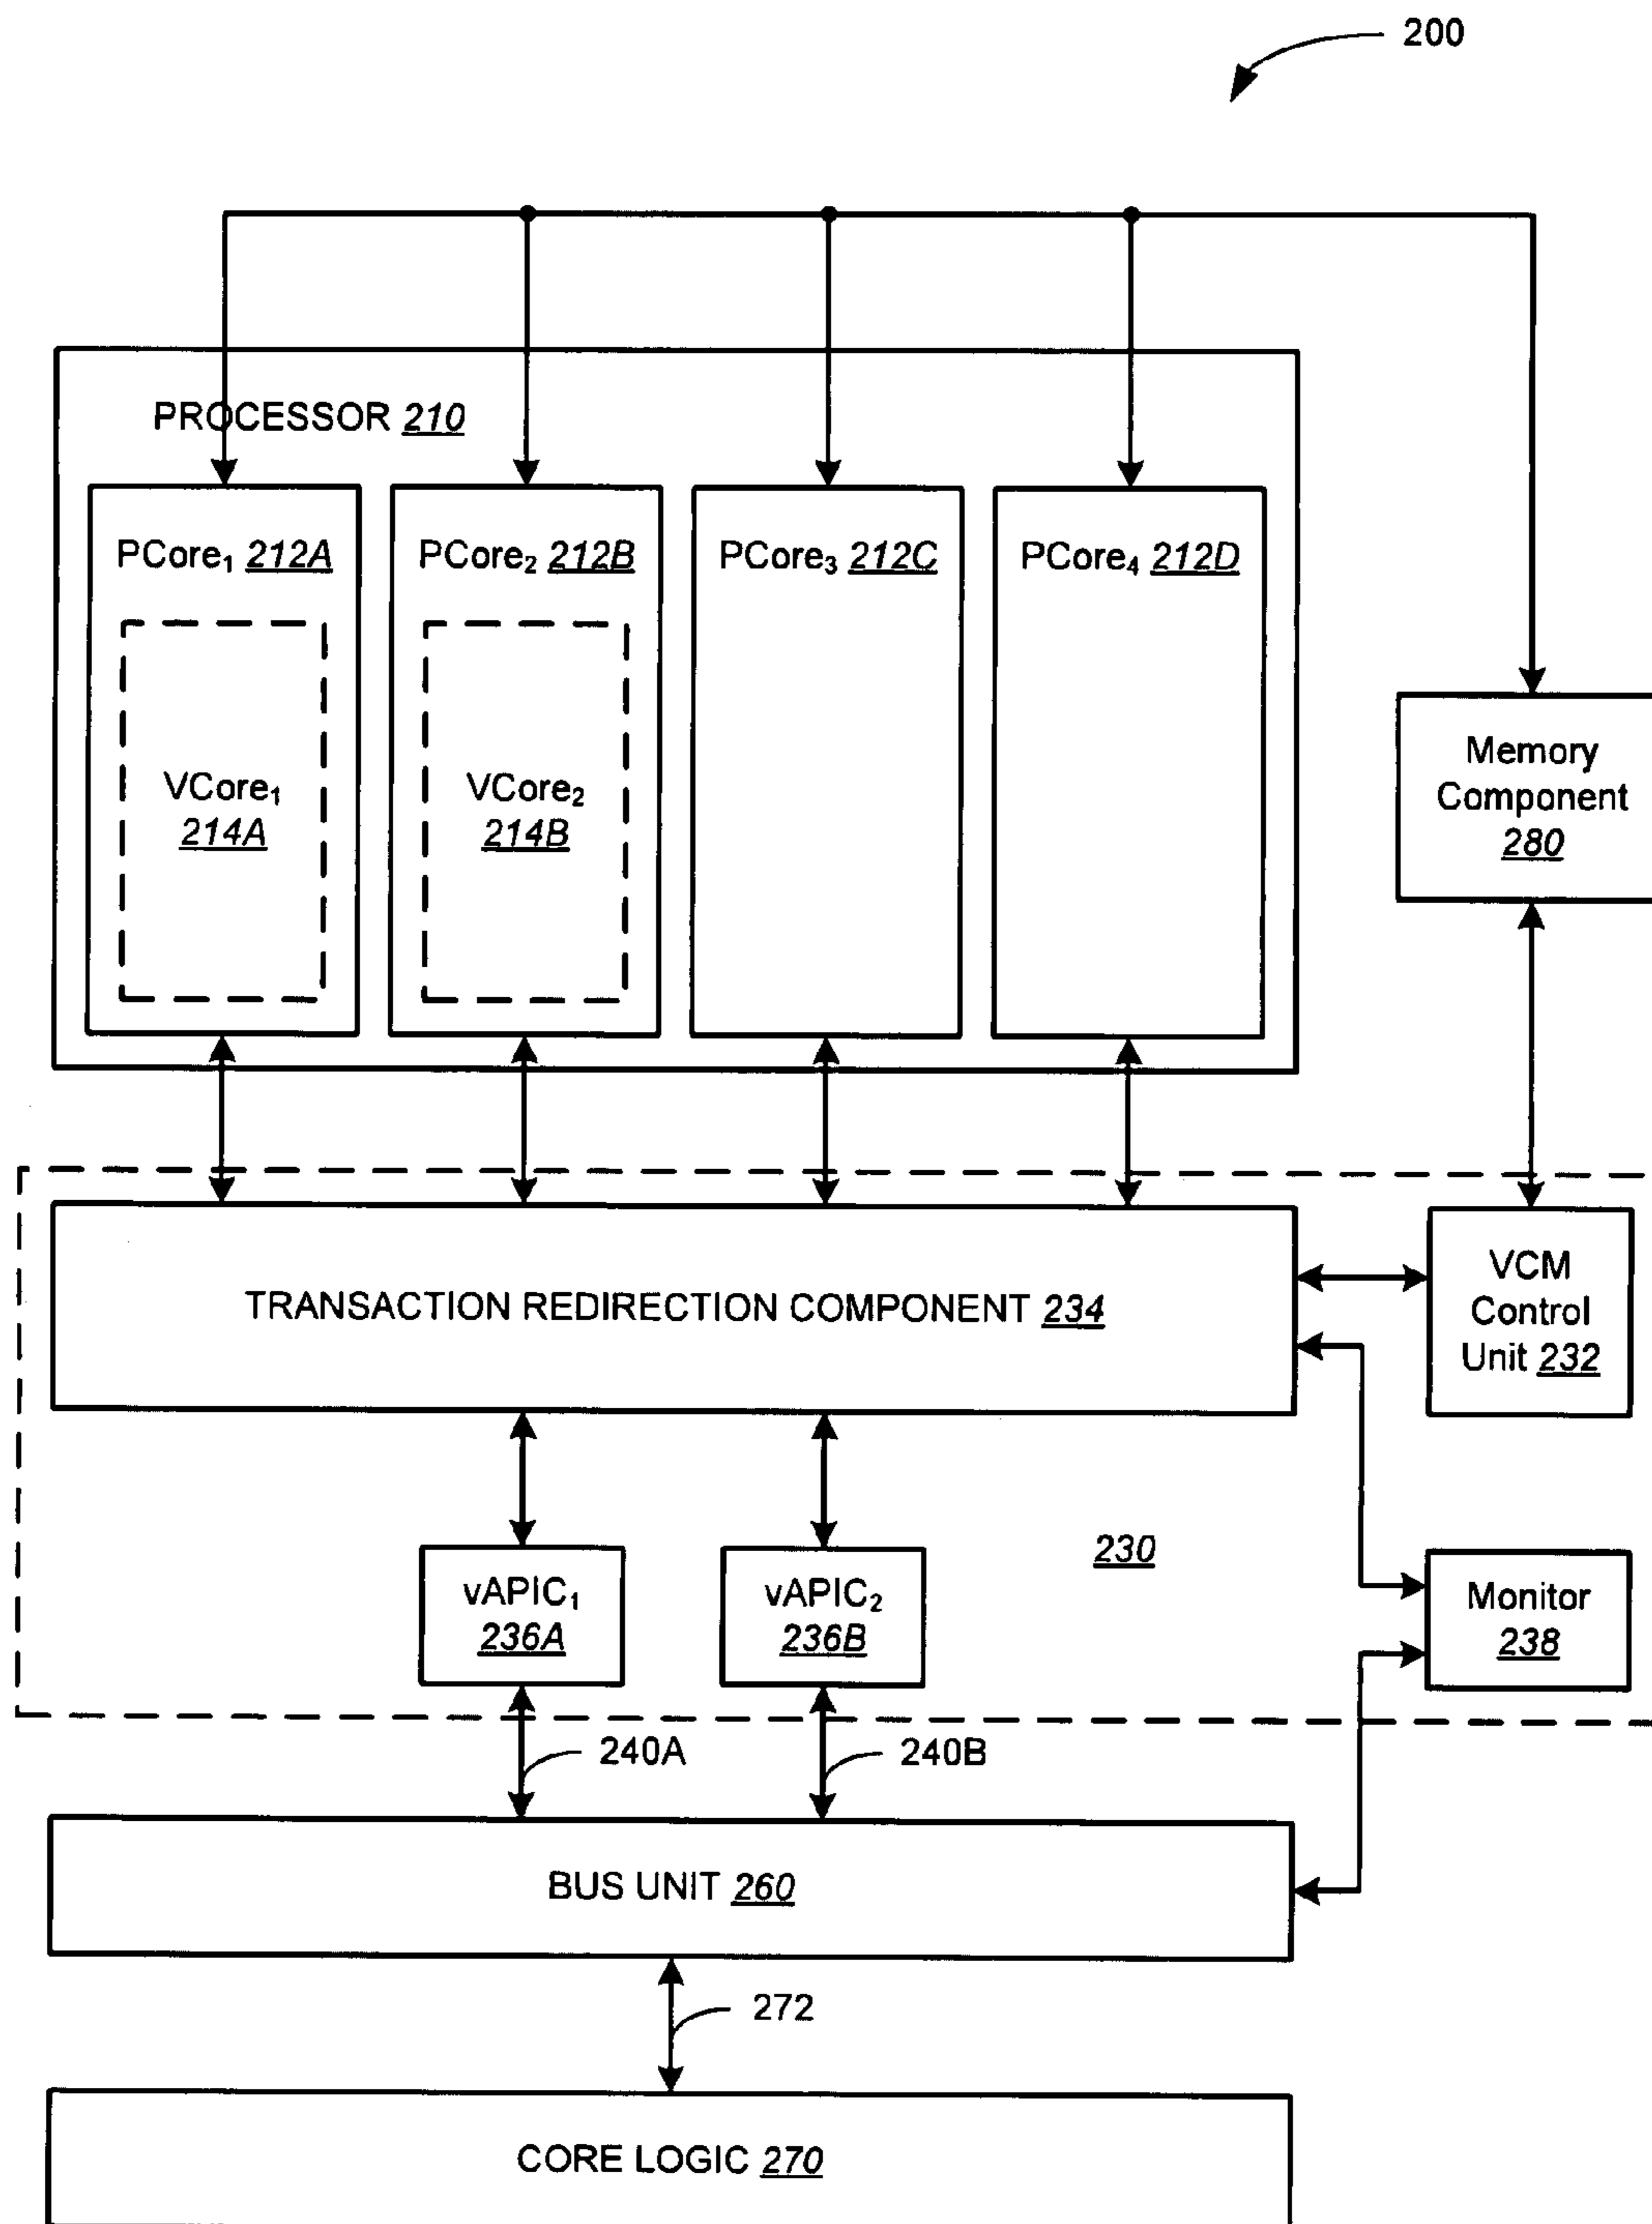 200
PROCESSOR 210
PCore₁ 212A
PCore₂ 212B
PCore₃ 212C
PCore₄ 212D
VCore₁
214A
VCore₂
214B
Memory
Component
280
TRANSACTION REDIRECTION COMPONENT 234
VCM
Control
Unit 232
230
vAPIC₁
236A
vAPIC₂
236B
Monitor
238
240A
240B
BUS UNIT 260
272
CORE LOGIC 270